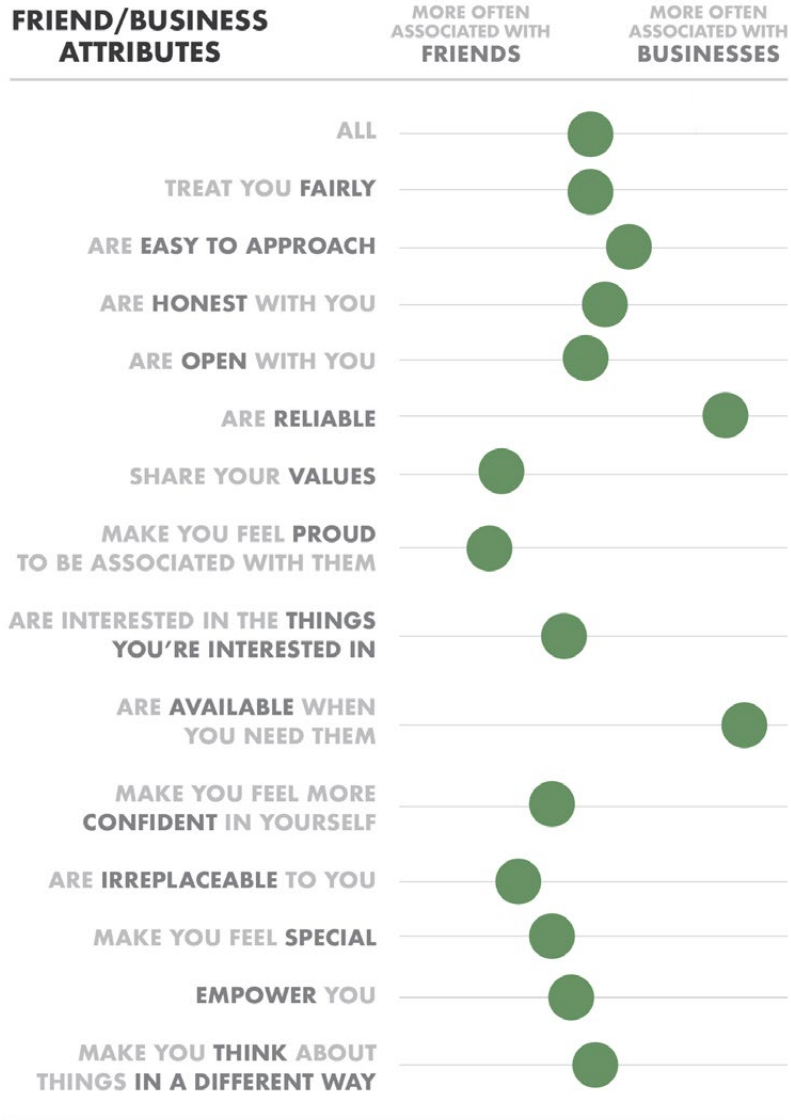 FRIEND/BUSINESS
ATTRIBUTES
MORE OFTEN
ASSOCIATED WITH
FRIENDS
MORE OFTEN
ASSOCIATED WITH
BUSINESSES
ALL
TREAT YOU FAIRLY
ARE EASY TO APPROACH
ARE HONEST WITH YOU
ARE OPEN WITH YOU
ARE RELIABLE
SHARE YOUR VALUES
MAKE YOU FEEL PROUD
TO BE ASSOCIATED WITH THEM
ARE INTERESTED IN THE THINGS
YOU'RE INTERESTED IN
ARE AVAILABLE WHEN
YOU NEED THEM
MAKE YOU FEEL MORE
CONFIDENT IN YOURSELF
ARE IRREPLACEABLE TO YOU
MAKE YOU FEEL SPECIAL
EMPOWER YOU
MAKE YOU THINK ABOUT
THINGS IN A DIFFERENT WAY